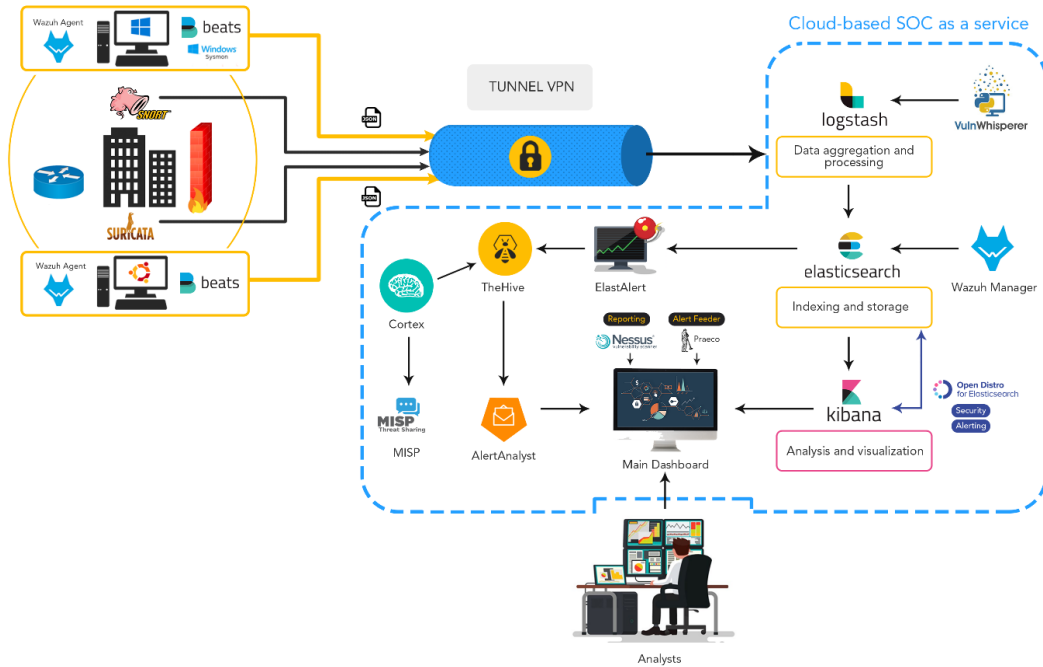 Cloud-based SOC as a service
Wazuh Agent
beats
Windows
Sysmon
SNORT
JSON
TUNNEL VPN
logstash
VulnWhisperer
Data aggregation and
processing
JSON
SURICATA
Wazuh Agent
beats
TheHive
ElastAlert
elasticsearch
Wazuh Manager
Indexing and storage
Cortex
Reporting
Alert Feeder
Nessus
vulnerability scanner
Praeco
Open Distro
for Elasticsearch
Security
Alerting
kibana
MISP
Threat Sharing
MISP
AlertAnalyst
Main Dashboard
Analysis and visualization
Analysts